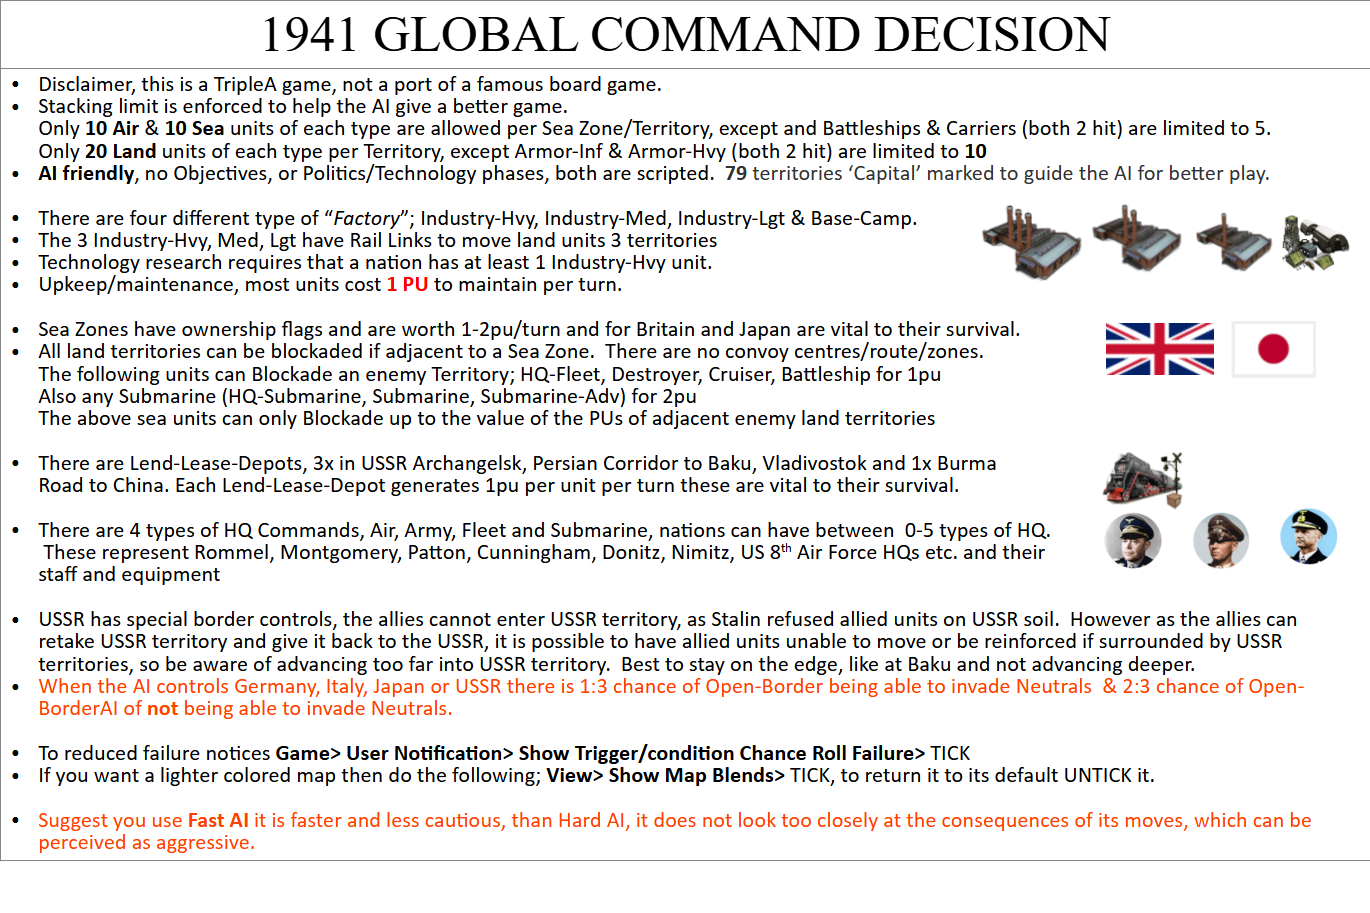 1941 GLOBAL COMMAND DECISION
• Disclaimer, this is a TripleA game, not a part of a famous board game.
• Stacking limit is enforced to help the AI give a better game.
Only 10 Air & 10 Sea units of each type are allowed per Sea Zone/Territory, except and Battleships & Carriers (both 2 hit) are limited to 5.
Only 20 Land units of each type per Territory, except Armor-Inf & Armor-Hvy (both 2 hit) are limited to 10
• AI friendly, no Objectives, or Politics/Technology phases, both are scripted.  79 territories ‘Capital’ marked to guide the AI for better play.
• There are four different type of “Factory”; Industry-Hvy, Industry-Med, Industry-Lgt & Base-Camp.
• The 3 Industry-Hvy, Med, Lgt have Rail Links to move land units 3 territories
• Technology research requires that a nation has at least 1 Industry-Hvy unit.
• Upkeep/maintenance, most units cost 1 PU to maintain per turn.
• Sea Zones have ownership flags and are worth 1-2pu/turn and for Britain and Japan are vital to their survival.
• All land territories can be blockaded if adjacent to a Sea Zone.  There are no convoy centres/route/zones.
The following units can Blockade an enemy Territory; HQ-Fleet, Destroyer, Cruiser, Battleship for 1pu
Also any Submarine (HQ-Submarine, Submarine, Submarine-Adv) for 2pu
The above sea units can only Blockade up to the value of the PUs of adjacent enemy land territories
• There are Lend-Lease-Depots, 3x in USSR Archangelsk, Persian Corridor to Baku, Vladivostok and 1x Burma
Road to China. Each Lend-Lease-Depot generates 1pu per unit per turn these are vital to their survival.
• There are 4 types of HQ Commands, Air, Army, Fleet and Submarine, nations can have between  0-5 types of HQ.
These represent Rommel, Montgomery, Patton, Cunningham, Donitz, Nimitz, US 8th Air Force HQs etc. and their
staff and equipment
• USSR has special border controls, the allies cannot enter USSR territory, as Stalin refused allied units on USSR soil.  However as the allies can
retake USSR territory and give it back to the USSR, it is possible to have allied units unable to move or be reinforced if surrounded by USSR
territories, so be aware of advancing too far into USSR territory.  Best to stay on the edge, like at Baku and not advancing deeper.
• When the AI controls Germany, Italy, Japan or USSR there is 1:3 chance of Open-Border being able to invade Neutrals  & 2:3 chance of Open-
BorderAI of not being able to invade Neutrals.
• To reduced failure notices Game> User Notification> Show Trigger/condition Chance Roll Failure> TICK
• If you want a lighter colored map then do the following; View> Show Map Blends> TICK, to return it to its default UNTICK it.
• Suggest you use Fast AI it is faster and less cautious, than Hard AI, it does not look too closely at the consequences of its moves, which can be
perceived as aggressive.